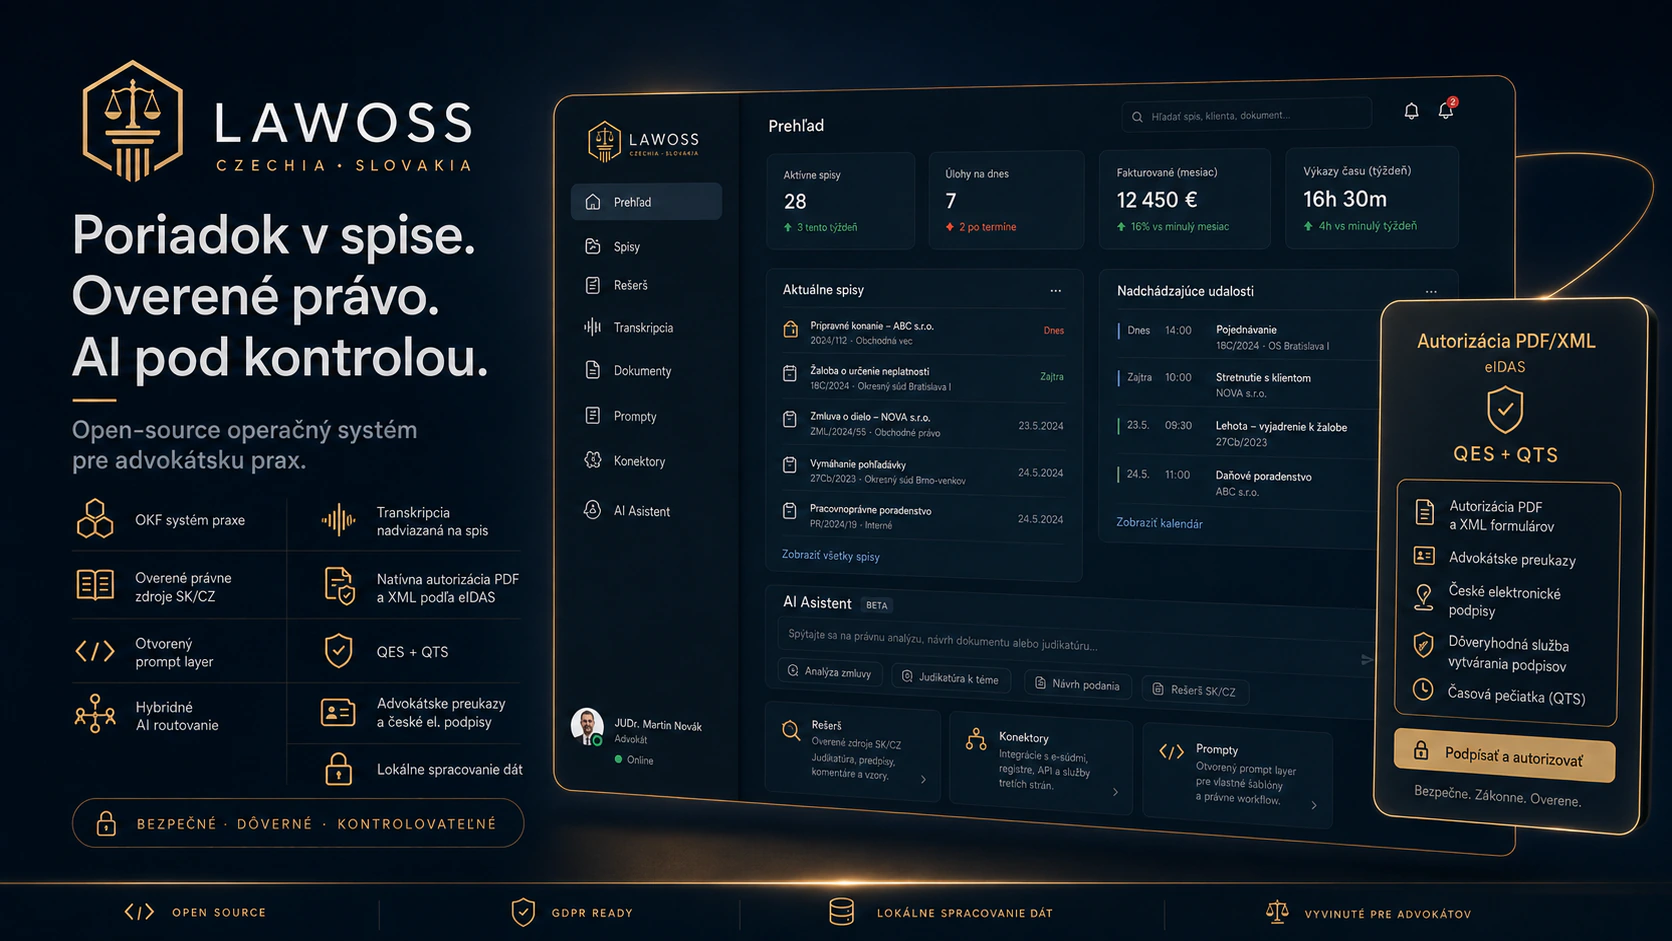 LAWOSS
CZECHIA · SLOVAKIA
Poriadok v spise.
Overené právo.
AI pod kontrolou.
Open-source operačný systém
pre advokátsku prax.
OKF systém praxe
Overené právne
zdroje SK/CZ
Otvorený
prompt layer
Hybridné
AI routovanie
Transkripcia
nadviazaná na spis
Natívna autorizácia PDF
a XML podľa eIDAS
QES + QTS
Advokátske preukazy
a české el. podpisy
Lokálne spracovanie dát
BEZPEČNÉ · DÔVERNÉ · KONTROLOVATEĽNÉ
LAWOSS
CZECHIA · SLOVAKIA
Prehľad
Spisy
Rešerš
Transkripcia
Dokumenty
Prompty
Konektory
AI Asistent
JUDr. Martin Novák
Advokát
Online
Prehľad
Hľadať spis, klienta, dokument...
2
Aktívne spisy
28
3 tento týždeň
Úlohy na dnes
7
2 po termíne
Fakturované (mesiac)
12 450 €
16% vs minulý mesiac
Výkazy času (týždeň)
16h 30m
4h vs minulý týždeň
Aktuálne spisy
...
Prípravné konanie – ABC s.r.o.
2024/112 · Obchodná vec
Dnes
Žaloba o určenie neplatnosti
18C/2024 · Okresný súd Bratislava I
Zajtra
Zmluva o dielo – NOVA s.r.o.
ZML/2024/55 · Obchodné právo
23.5.2024
Vymáhanie pohľadávky
27Cb/2023 · Okresný súd Brno-venkov
24.5.2024
Pracovnoprávne poradenstvo
PR/2024/19 · Interné
24.5.2024
Zobraziť všetky spisy
Nadchádzajúce udalosti
...
Dnes 14:00 Pojednávanie
18C/2024 · OS Bratislava I
Zajtra 10:00 Stretnutie s klientom
NOVA s.r.o.
23.5. 09:30 Lehota – vyjadrenie k žalobe
27Cb/2023
24.5. 11:00 Daňové poradenstvo
ABC s.r.o.
Zobraziť kalendár
AI Asistent BETA
Spýtajte sa na právnu analýzu, návrh dokumentu alebo judikatúru...
Analýza zmluvy
Judikatúra k téme
Návrh podania
Rešerš SK/CZ
Rešerš
Overené zdroje SK/CZ
Judikatúra, predpisy,
komentáre a vzory.
Konektory
Integrácie s e-súdmi,
registre, API a služby
tretích strán.
Prompty
Otvorený prompt layer
pre vlastné šablóny
a právne workflow.
Autorizácia PDF/XML
eIDAS
QES + QTS
Autorizácia PDF
a XML formulárov
Advokátske preukazy
České elektronické
podpisy
Dôveryhodná služba
vytvárania podpisov
Časová pečiatka (QTS)
Podpísať a autorizovať
Bezpečne. Zákonne. Overene.
OPEN SOURCE
GDPR READY
LOKÁLNE SPRACOVANIE DÁT
VYVINUTÉ PRE ADVOKÁTOV